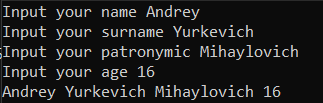 Input your name Andrey
Input your surname Yurkevich
Input your patronymic Mihaylovich
Input your age 16
Andrey Yurkevich Mihaylovich 16